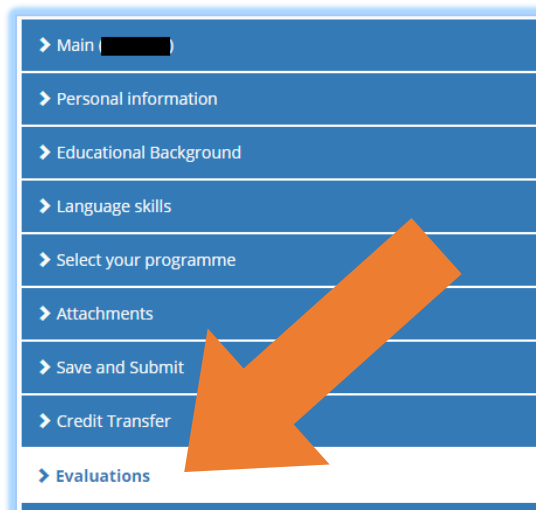 Main ( )
Personal information
Educational Background
Language skills
Select your programme
Attachments
Save and Submit
Credit Transfer
Evaluations